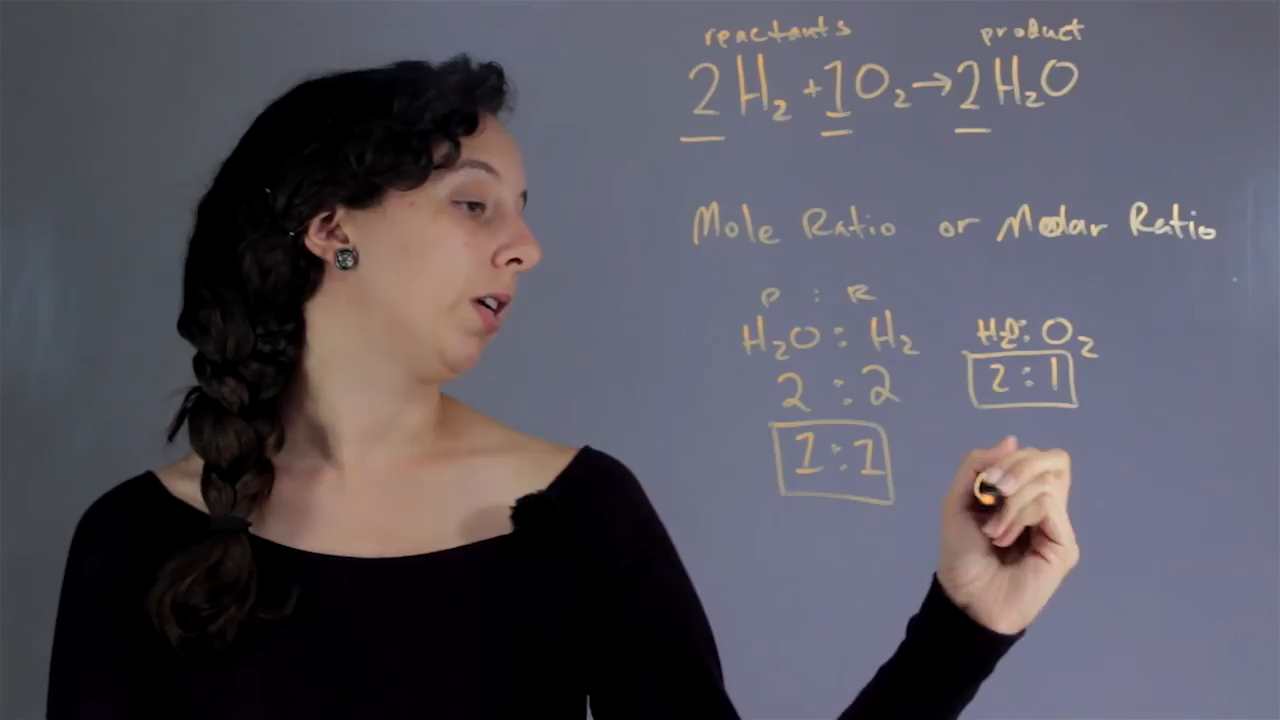 reactants product
2H₂ + 1O₂ → 2H₂O
Mole Ratio or Molar Ratio
P : R
H₂O : H₂ H₂O : O₂
2 : 2 2 : 1
1 : 1